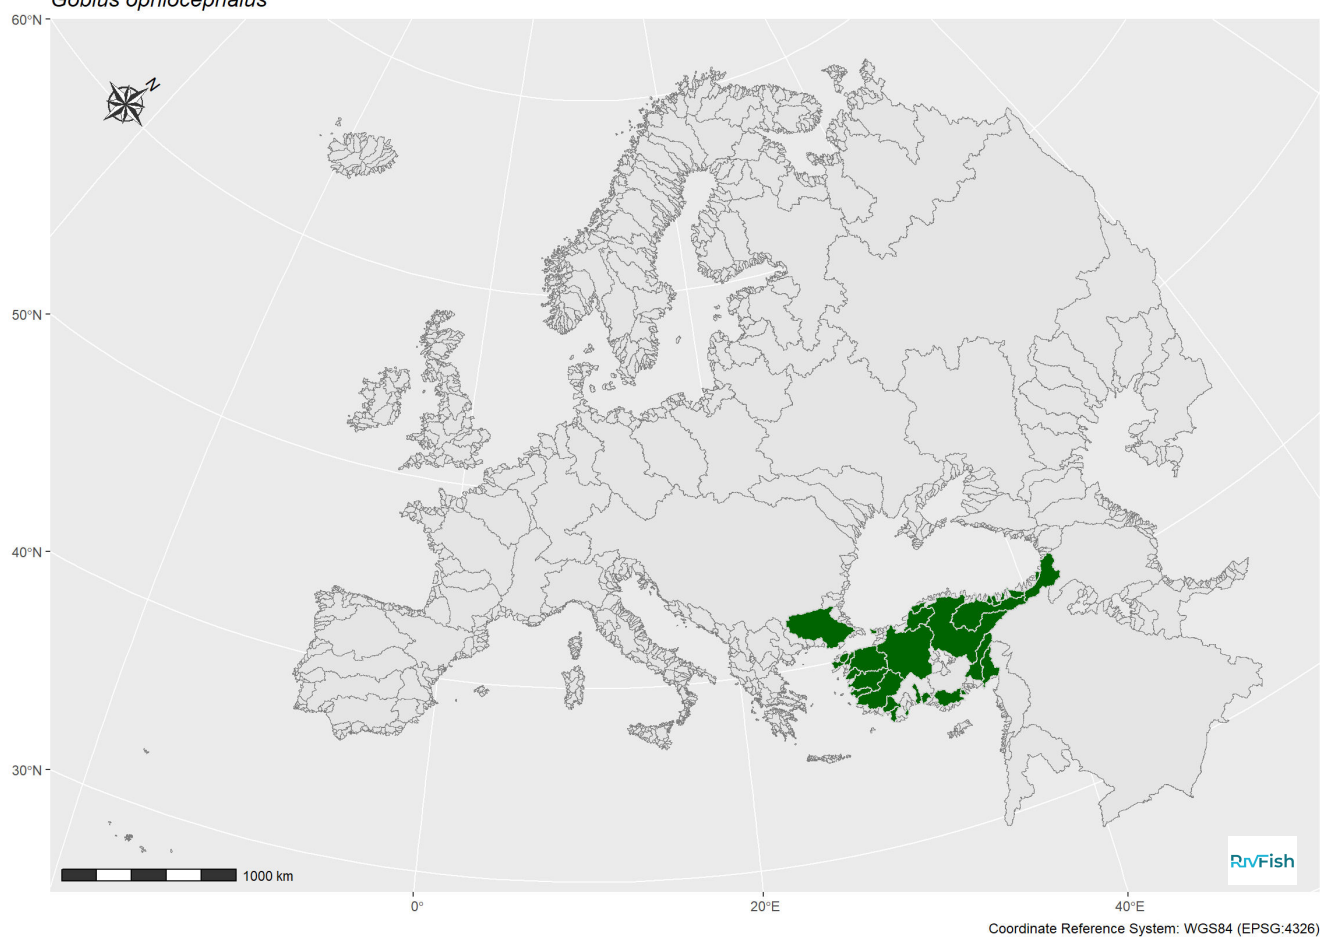 Gobius ophiocephalus
60°N
N
50°N
40°N
30°N
1000 km
RivFish
0°
20°E
40°E
Coordinate Reference System: WGS84 (EPSG:4326)